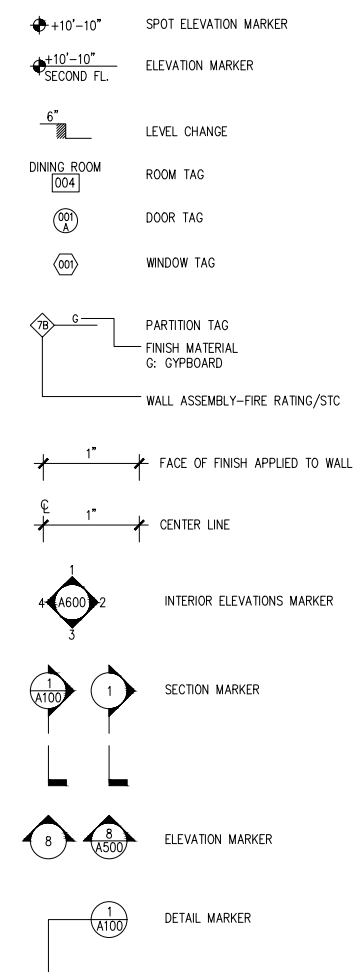 +10'-10" SPOT ELEVATION MARKER
+10'-10" ELEVATION MARKER
SECOND FL.
6"
LEVEL CHANGE
DINING ROOM
004 ROOM TAG
001 DOOR TAG
A
001 WINDOW TAG
7B G PARTITION TAG
FINISH MATERIAL
G: GYPBOARD
WALL ASSEMBLY-FIRE RATING/STC
1" FACE OF FINISH APPLIED TO WALL
℄ 1" CENTER LINE
1
4 A600 2 INTERIOR ELEVATIONS MARKER
3
1 1 SECTION MARKER
A100
8 8 ELEVATION MARKER
A500
1 DETAIL MARKER
A100